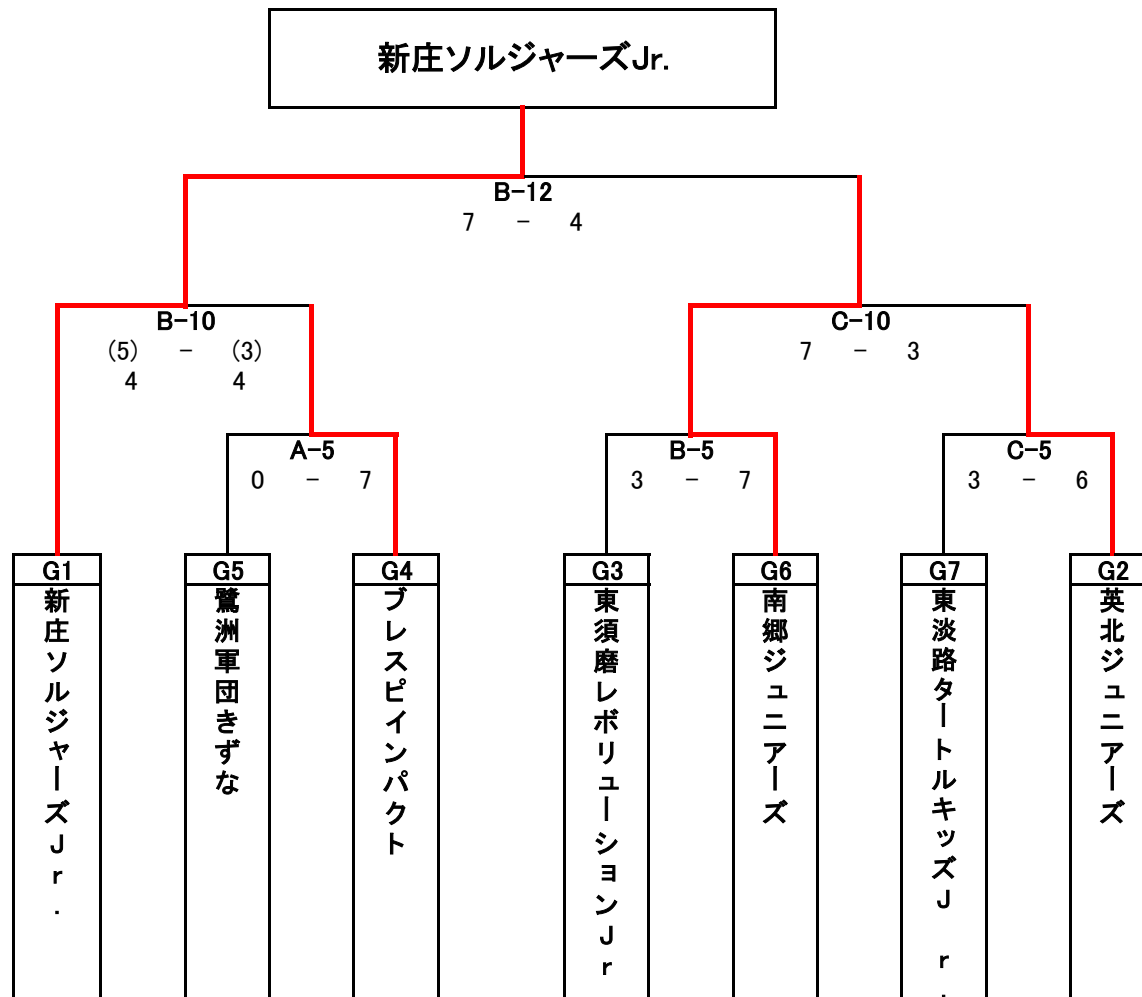 新庄ソルジャーズJr.
B-12
7 - 4
B-10
C-10
(5) - (3)
7 - 3
4 4
A-5
B-5
C-5
0 - 7
3 - 7
3 - 6
G1
G5
G4
G3
G6
G7
G2
新庄ソルジャーズJr.
鷺洲軍団きずな
ブレスピインパクト
東須磨レボリューションJr
南郷ジュニアーズ
東淡路タートルキッズJ r.
英北ジュニアーズ